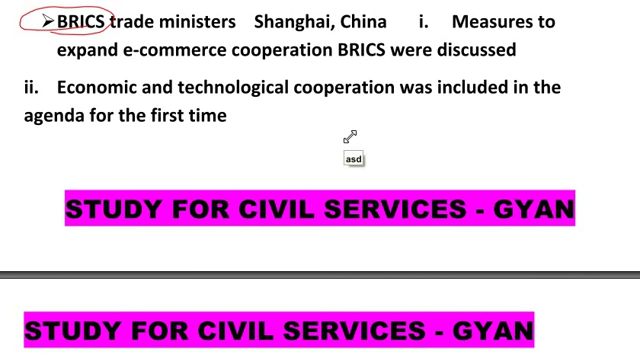 ➢BRICS trade ministers Shanghai, China i. Measures to
expand e-commerce cooperation BRICS were discussed
ii. Economic and technological cooperation was included in the
agenda for the first time
asd
STUDY FOR CIVIL SERVICES - GYAN
STUDY FOR CIVIL SERVICES - GYAN